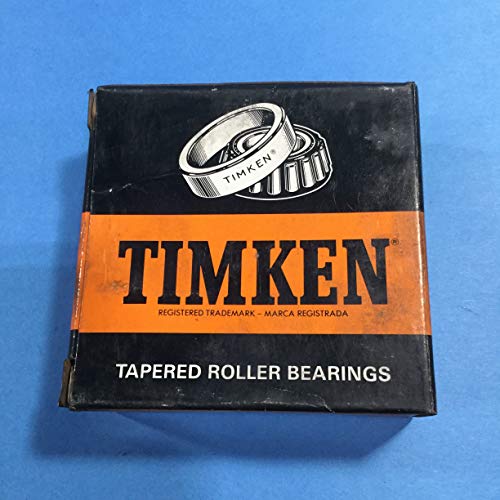 TIMKEN®
TIMKEN®
REGISTERED TRADEMARK – MARCA REGISTRADA
TAPERED ROLLER BEARINGS